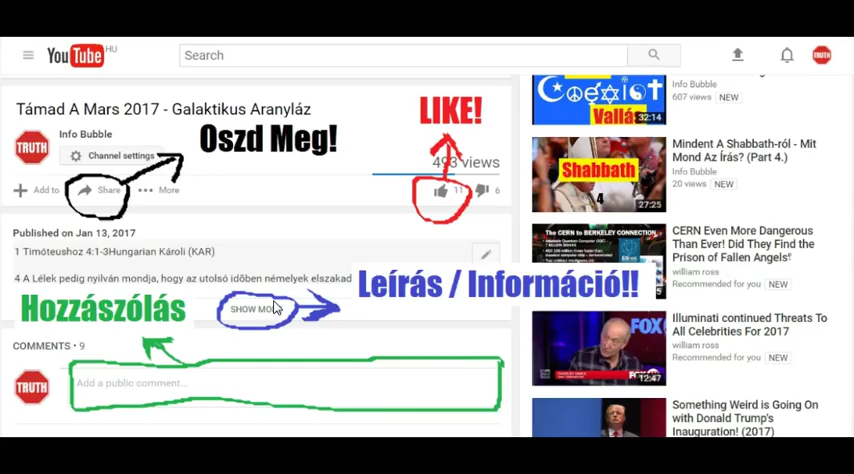 YouTube HU
Search
TRUTH
Támad A Mars 2017 - Galaktikus Aranyláz
Info Bubble
TRUTH
Channel settings
Oszd Meg!
LIKE!
493 views
Add to
Share
More
11
6
Published on Jan 13, 2017
1 Timóteushoz 4:1-3Hungarian Károli (KAR)
4 A Lélek pedig nyilván mondja, hogy az utolsó időben némelyek elszakad
Leírás / Információ!!
Hozzászólás
SHOW MO
COMMENTS • 9
TRUTH
Add a public comment...
Vallás
32:14
Info Bubble
607 views NEW
Shabbath
4
27:25
Mindent A Shabbath-ról - Mit
Mond Az Írás? (Part 4.)
Info Bubble
20 views NEW
The CERN to BERKELEY CONNECTION
CERN Even More Dangerous
Than Ever! Did They Find the
Prison of Fallen Angels
william ross
Recommended for you NEW
FOX
12:47
Illuminati continued Threats To
All Celebrities For 2017
william ross
Recommended for you NEW
Something Weird is Going On
with Donald Trump's
Inauguration! (2017)